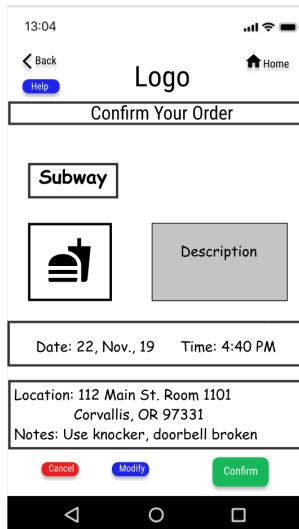 13:04
Back
Home
Help
Logo
Confirm Your Order
Subway
Description
Date: 22, Nov., 19 Time: 4:40 PM
Location: 112 Main St. Room 1101
Corvallis, OR 97331
Notes: Use knocker, doorbell broken
Cancel Modify Confirm